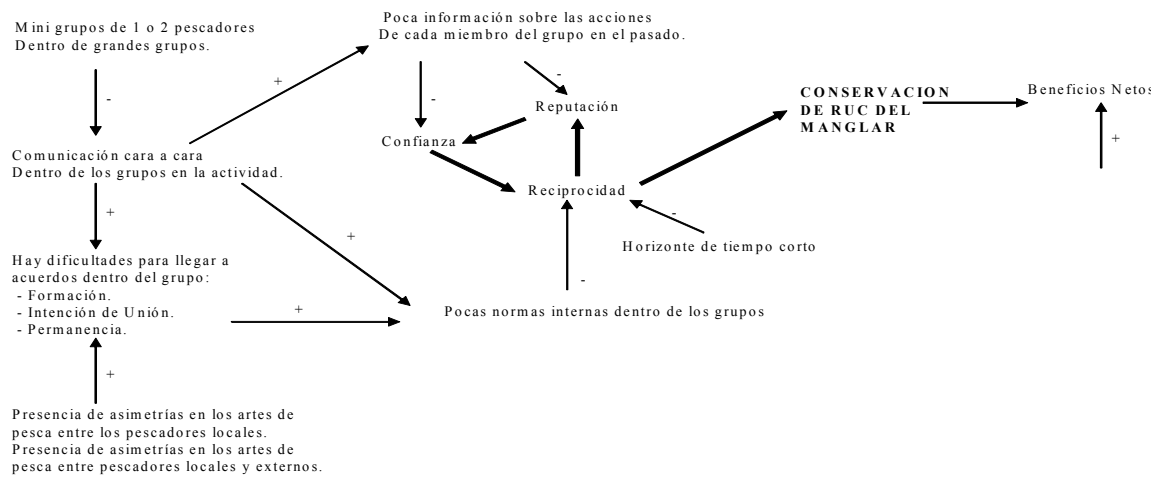 Mini grupos de 1 o 2 pescadores
Dentro de grandes grupos.
-
Comunicación cara a cara
Dentro de los grupos en la actividad.
+
Hay dificultades para llegar a
acuerdos dentro del grupo:
- Formación.
- Intención de Unión.
- Permanencia.
+
Presencia de asimetrías en los artes de
pesca entre los pescadores locales.
Presencia de asimetrías en los artes de
pesca entre pescadores locales y externos.
+
+
+
Poca información sobre las acciones
De cada miembro del grupo en el pasado.
-
-
Reputación
Confianza
Reciprocidad
-
Horizonte de tiempo corto
-
Pocas normas internas dentro de los grupos
CONSERVACION
DE RUC DEL
MANGLAR
Beneficios Netos
+